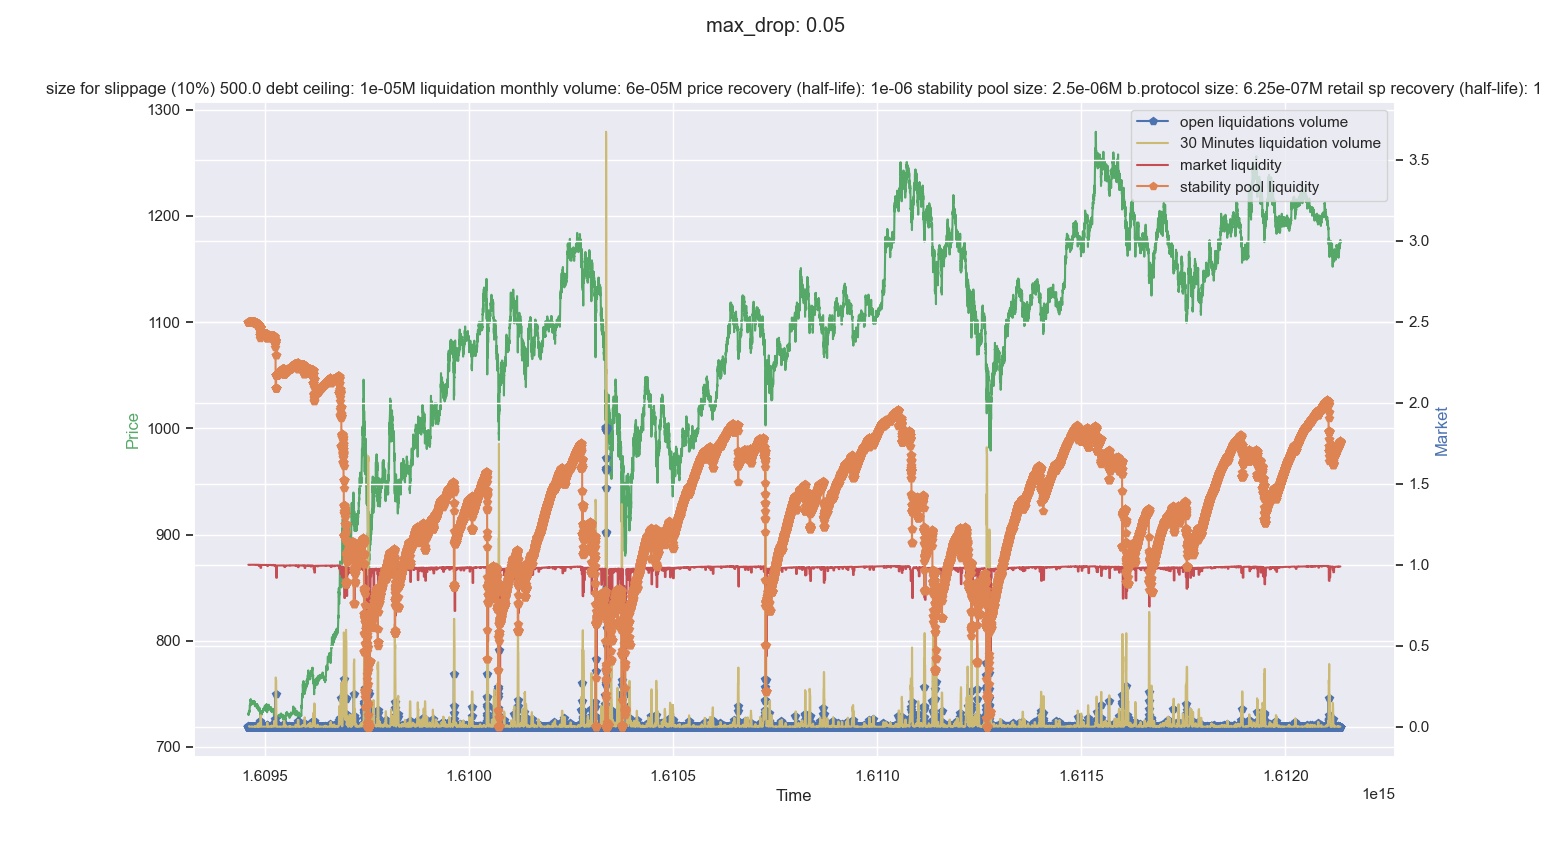 max_drop: 0.05
size for slippage (10%) 500.0 debt ceiling: 1e-05M liquidation monthly volume: 6e-05M price recovery (half-life): 1e-06 stability pool size: 2.5e-06M b.protocol size: 6.25e-07M retail sp recovery (half-life): 1
open liquidations volume
30 Minutes liquidation volume
market liquidity
stability pool liquidity
1300
1200
1100
1000
900
800
700
Price
3.5
3.0
2.5
2.0
1.5
1.0
0.5
0.0
Market
1.6095 1.6100 1.6105 1.6110 1.6115 1.6120
Time
1e15